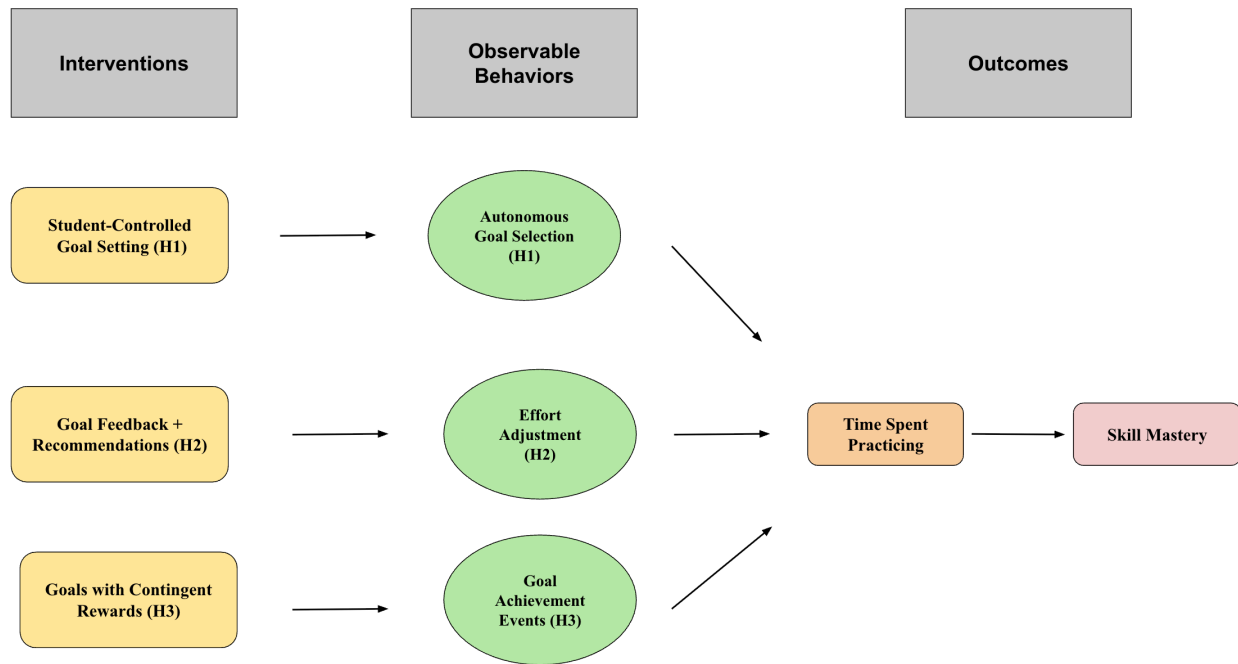 Interventions
Observable
Behaviors
Outcomes
Student-Controlled
Goal Setting (H1)
Autonomous
Goal Selection
(H1)
Goal Feedback +
Recommendations (H2)
Effort
Adjustment
(H2)
Time Spent
Practicing
Skill Mastery
Goals with Contingent
Rewards (H3)
Goal
Achievement
Events (H3)